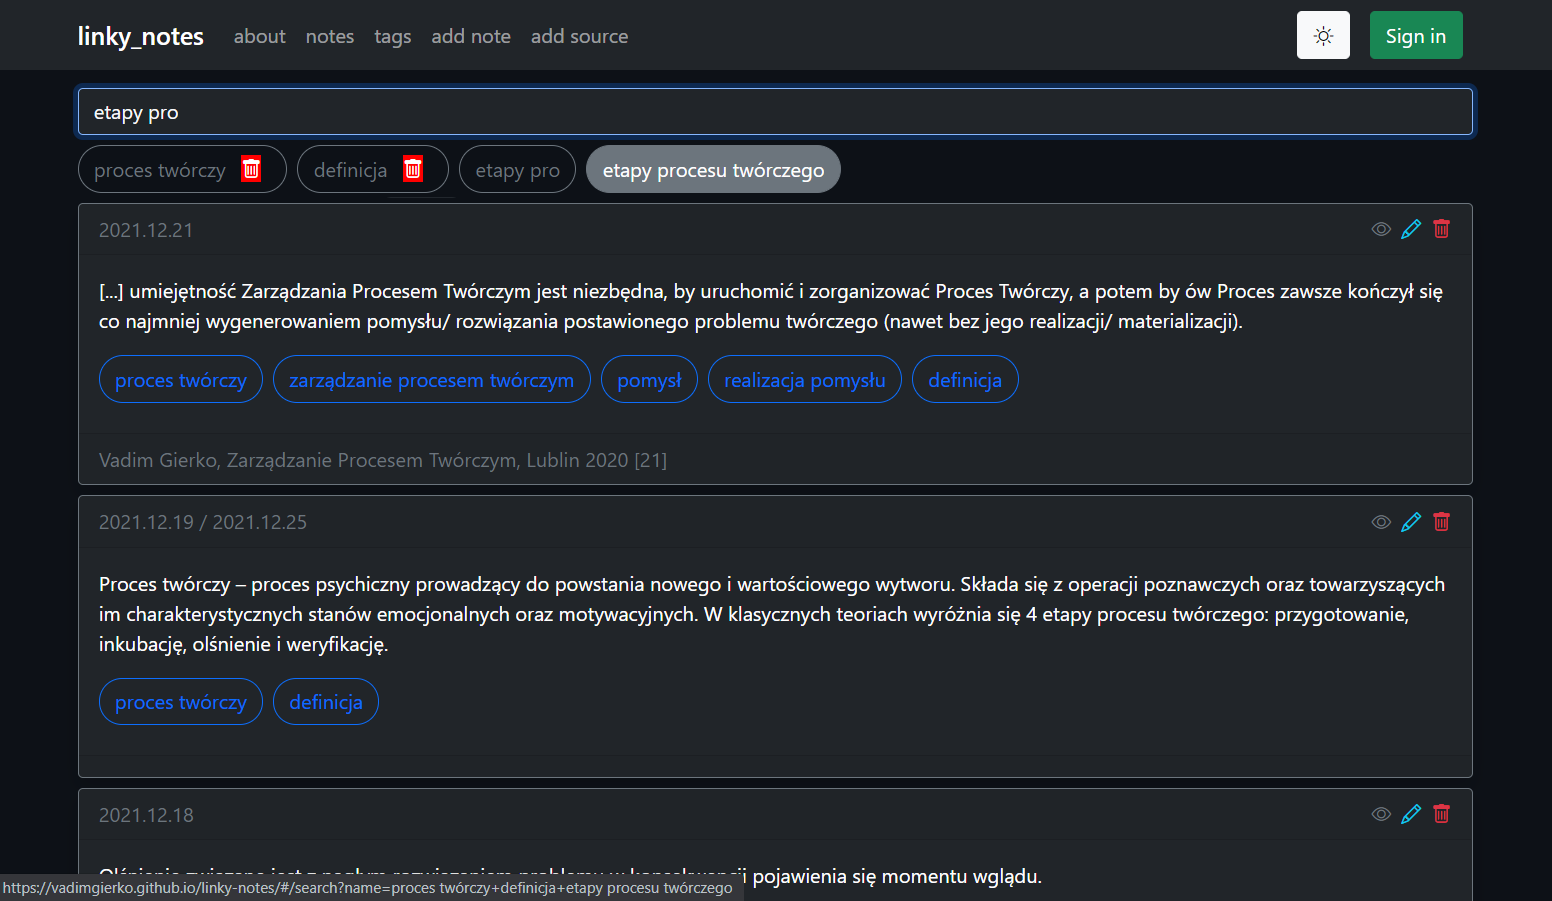 linky_notes about notes tags add note add source Sign in
etapy pro
proces twórczy definicja etapy pro etapy procesu twórczego
2021.12.21
[...] umiejętność Zarządzania Procesem Twórczym jest niezbędna, by uruchomić i zorganizować Proces Twórczy, a potem by ów Proces zawsze kończył się
co najmniej wygenerowaniem pomysłu/ rozwiązania postawionego problemu twórczego (nawet bez jego realizacji/ materializacji).
proces twórczy zarządzanie procesem twórczym pomysł realizacja pomysłu definicja
Vadim Gierko, Zarządzanie Procesem Twórczym, Lublin 2020 [21]
2021.12.19 / 2021.12.25
Proces twórczy – proces psychiczny prowadzący do powstania nowego i wartościowego wytworu. Składa się z operacji poznawczych oraz towarzyszących
im charakterystycznych stanów emocjonalnych oraz motywacyjnych. W klasycznych teoriach wyróżnia się 4 etapy procesu twórczego: przygotowanie,
inkubację, olśnienie i weryfikację.
proces twórczy definicja
2021.12.18
pojawienia się momentu wglądu.
https://vadimgierko.github.io/linky-notes/#/search?name=proces twórczy+definicja+etapy procesu twórczego